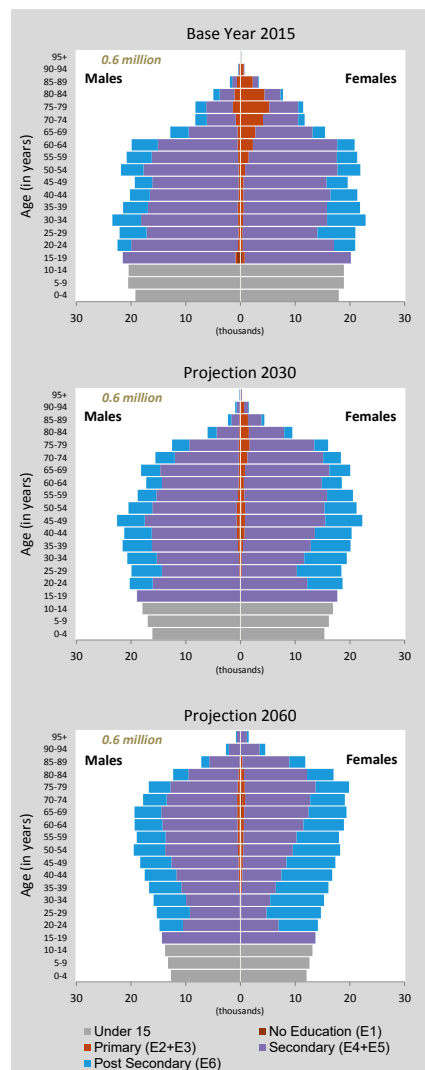 Base Year 2015
0.6 million
Males
Females
Age (in years)
95+
90-94
85-89
80-84
75-79
70-74
65-69
60-64
55-59
50-54
45-49
40-44
35-39
30-34
25-29
20-24
15-19
10-14
5-9
0-4
30 20 10 0 10 20 30
(thousands)
Projection 2030
0.6 million
Males
Females
Age (in years)
95+
90-94
85-89
80-84
75-79
70-74
65-69
60-64
55-59
50-54
45-49
40-44
35-39
30-34
25-29
20-24
15-19
10-14
5-9
0-4
30 20 10 0 10 20 30
(thousands)
Projection 2060
0.6 million
Males
Females
Age (in years)
95+
90-94
85-89
80-84
75-79
70-74
65-69
60-64
55-59
50-54
45-49
40-44
35-39
30-34
25-29
20-24
15-19
10-14
5-9
0-4
30 20 10 0 10 20 30
(thousands)
Under 15 No Education (E1)
Primary (E2+E3) Secondary (E4+E5)
Post Secondary (E6)